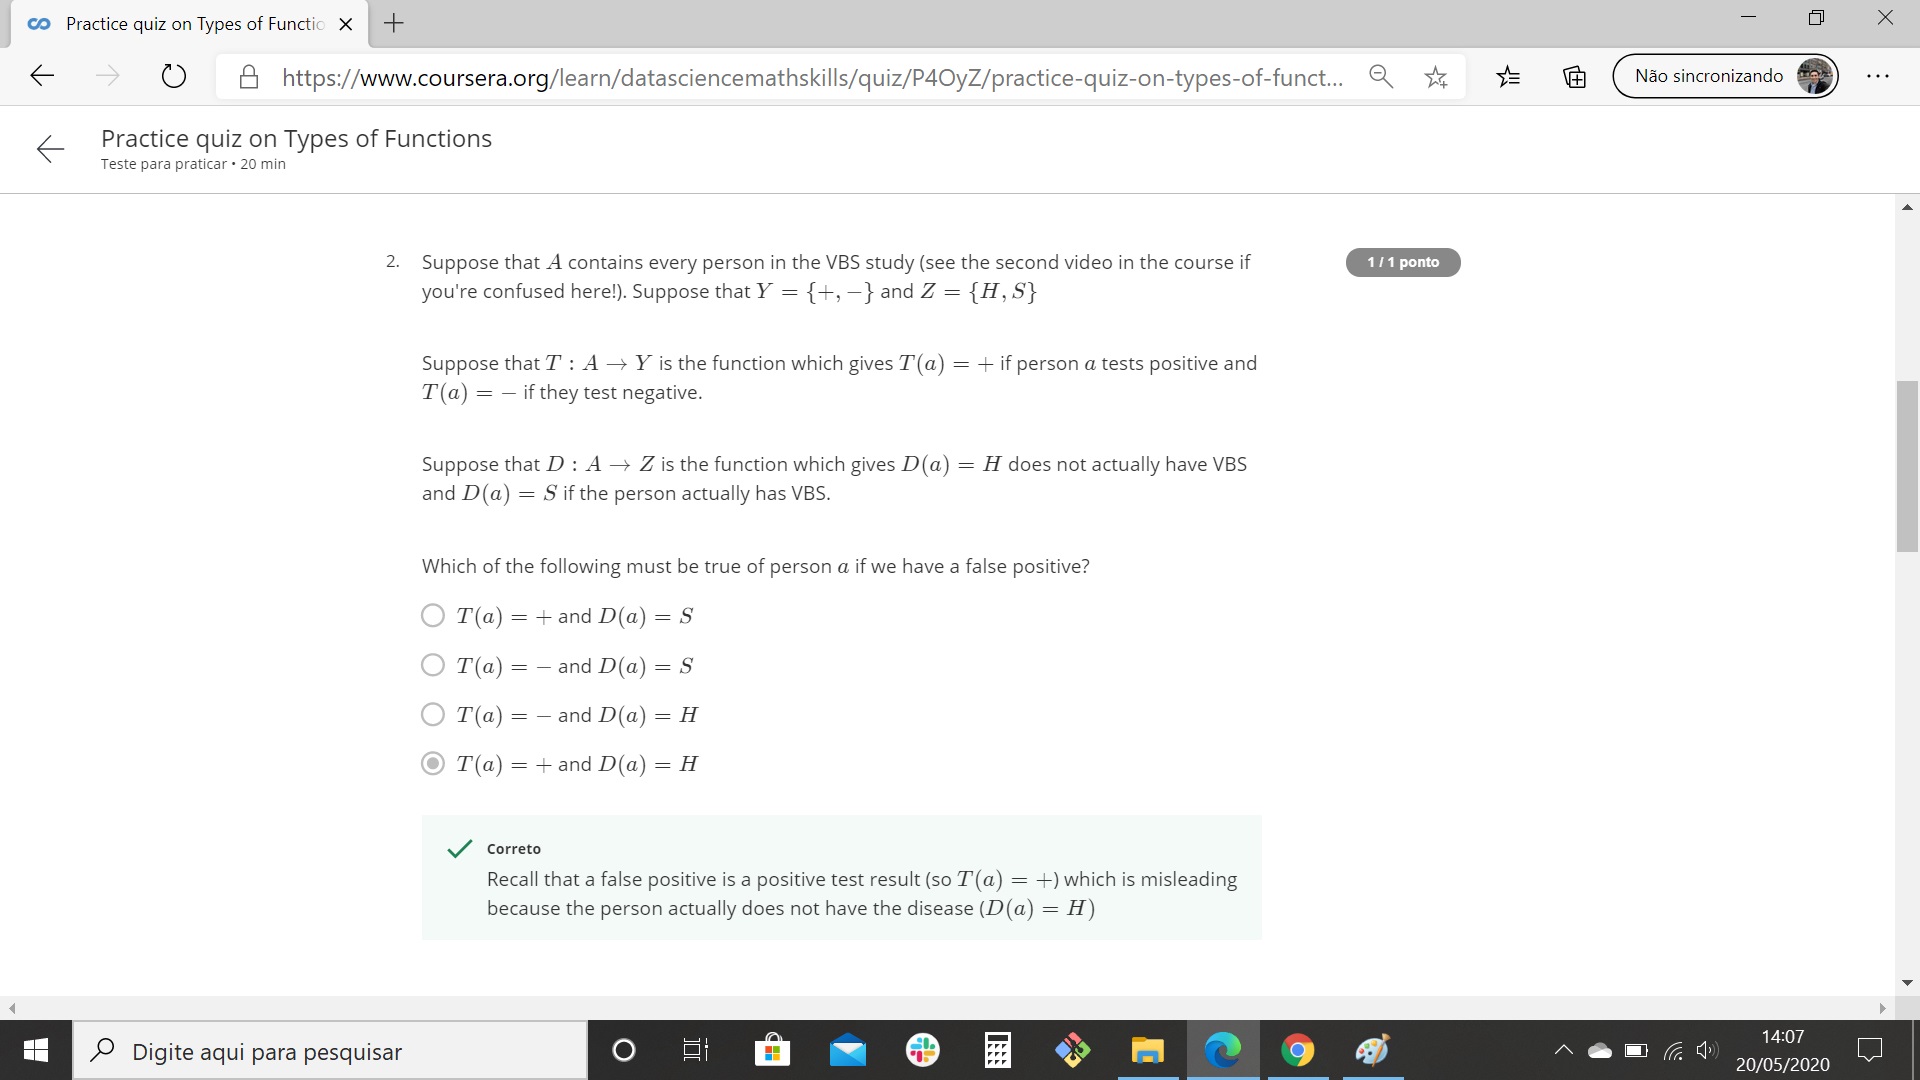 Practice quiz on Types of Functio
https://www.coursera.org/learn/datasciencemathskills/quiz/P4OyZ/practice-quiz-on-types-of-funct...
Não sincronizando
Practice quiz on Types of Functions
Teste para praticar • 20 min
2. Suppose that A contains every person in the VBS study (see the second video in the course if
you're confused here!). Suppose that Y = {+, −} and Z = {H, S}
1 / 1 ponto
Suppose that T : A → Y is the function which gives T(a) = + if person a tests positive and
T(a) = − if they test negative.
Suppose that D : A → Z is the function which gives D(a) = H does not actually have VBS
and D(a) = S if the person actually has VBS.
Which of the following must be true of person a if we have a false positive?
T(a) = + and D(a) = S
T(a) = − and D(a) = S
T(a) = − and D(a) = H
T(a) = + and D(a) = H
Correto
Recall that a false positive is a positive test result (so T(a) = +) which is misleading
because the person actually does not have the disease (D(a) = H)
Digite aqui para pesquisar
14:07
20/05/2020